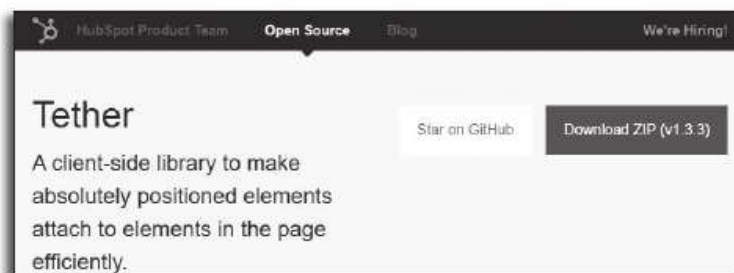 HubSpot Product Team Open Source Blog We're Hiring!
Tether
Star on GitHub Download ZIP (v1.3.3)
A client-side library to make
absolutely positioned elements
attach to elements in the page
efficiently.